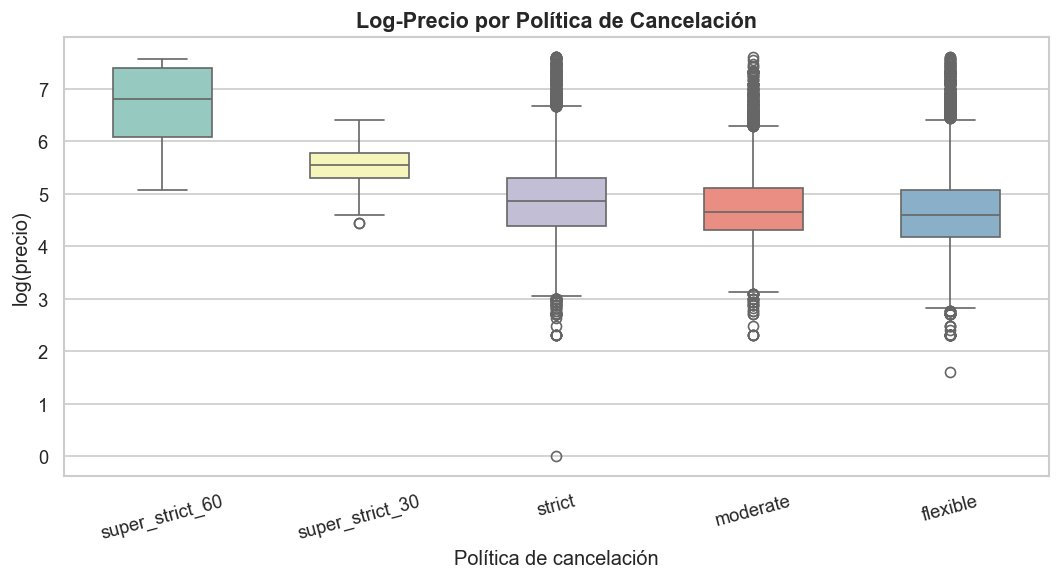 Log-Precio por Política de Cancelación
log(precio)
7
6
5
4
3
2
1
0
super_strict_60
super_strict_30
strict
moderate
flexible
Política de cancelación